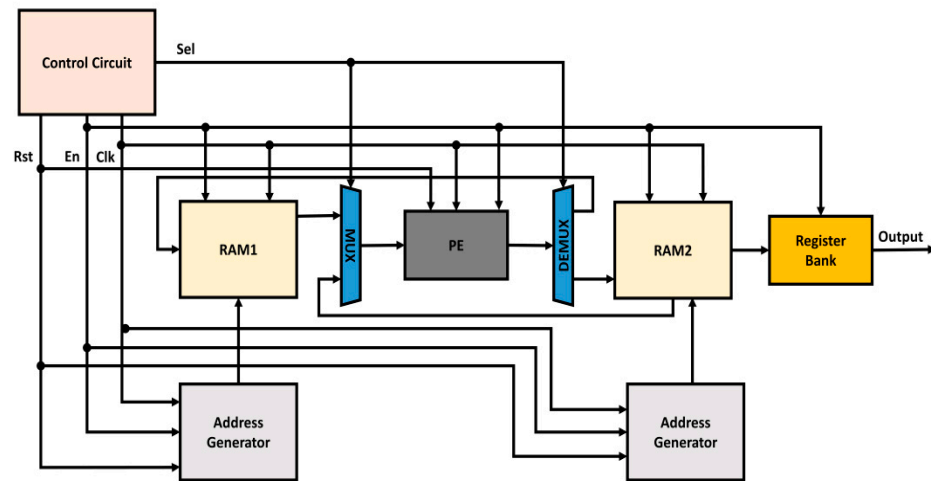 Control Circuit
Sel
Rst
En
Clk
RAM1
MUX
PE
DEMUX
RAM2
Register
Bank
Output
Address
Generator
Address
Generator